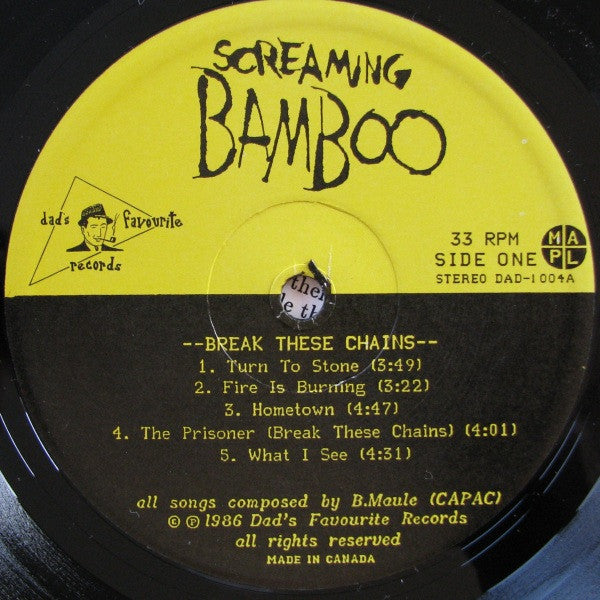 SCREAMING
BAMBOO
dad's favourite
records
33 RPM
SIDE ONE
STEREO DAD-1004A
M A
P L
their
le th
--BREAK THESE CHAINS--
1. Turn To Stone (3:49)
2. Fire Is Burning (3:22)
3. Hometown (4:47)
4. The Prisoner (Break These Chains) (4:01)
5. What I See (4:31)
all songs composed by B.Maule (CAPAC)
© ℗ 1986 Dad's Favourite Records
all rights reserved
MADE IN CANADA